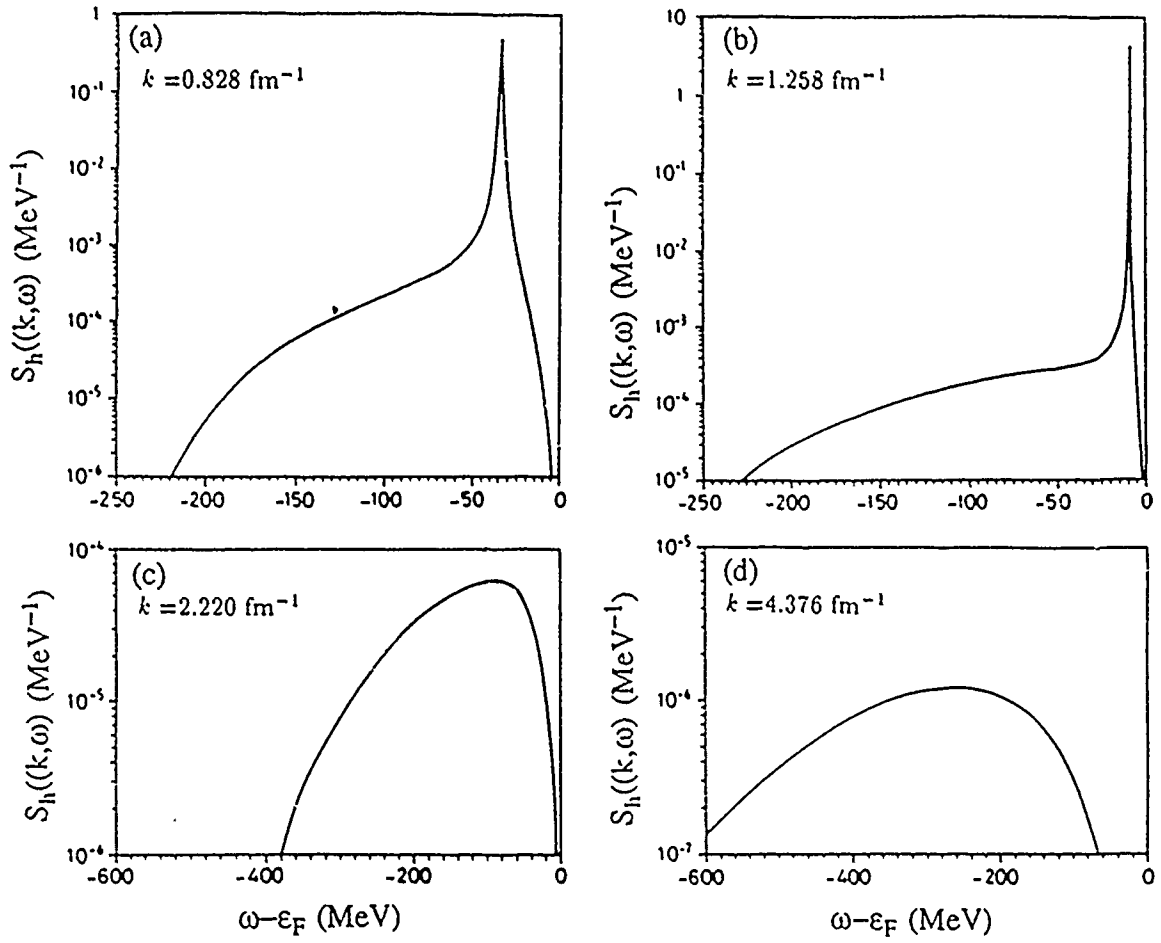 (a)
k =0.828 fm⁻¹
S_h((k,ω) (MeV⁻¹)
1
10⁻¹
10⁻²
10⁻³
10⁻⁴
10⁻⁵
10⁻⁶
-250 -200 -150 -100 -50 0
(b)
k =1.258 fm⁻¹
S_h((k,ω) (MeV⁻¹)
10
1
10⁻¹
10⁻²
10⁻³
10⁻⁴
10⁻⁵
-250 -200 -150 -100 -50 0
(c)
k =2.220 fm⁻¹
S_h((k,ω) (MeV⁻¹)
10⁻⁴
10⁻⁵
10⁻⁶
-600 -400 -200 0
ω–ε_F (MeV)
(d)
k =4.376 fm⁻¹
S_h((k,ω) (MeV⁻¹)
10⁻⁵
10⁻⁶
10⁻⁷
-600 -400 -200 0
ω–ε_F (MeV)